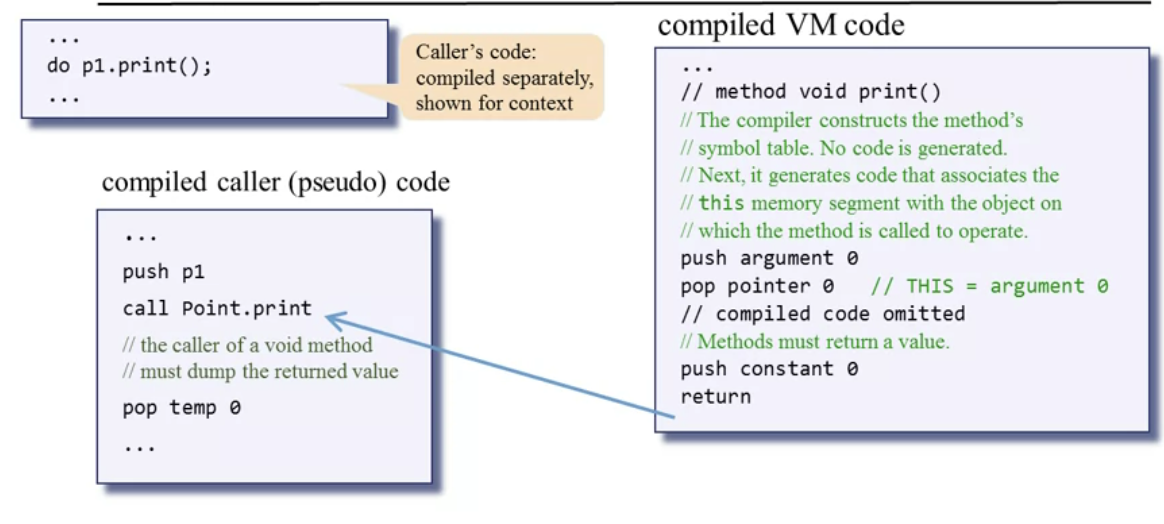 ...
do p1.print();
...
Caller's code:
compiled separately,
shown for context
compiled caller (pseudo) code
...
push p1
call Point.print
// the caller of a void method
// must dump the returned value
pop temp 0
...
compiled VM code
...
// method void print()
// The compiler constructs the method's
// symbol table. No code is generated.
// Next, it generates code that associates the
// this memory segment with the object on
// which the method is called to operate.
push argument 0
pop pointer 0 // THIS = argument 0
// compiled code omitted
// Methods must return a value.
push constant 0
return